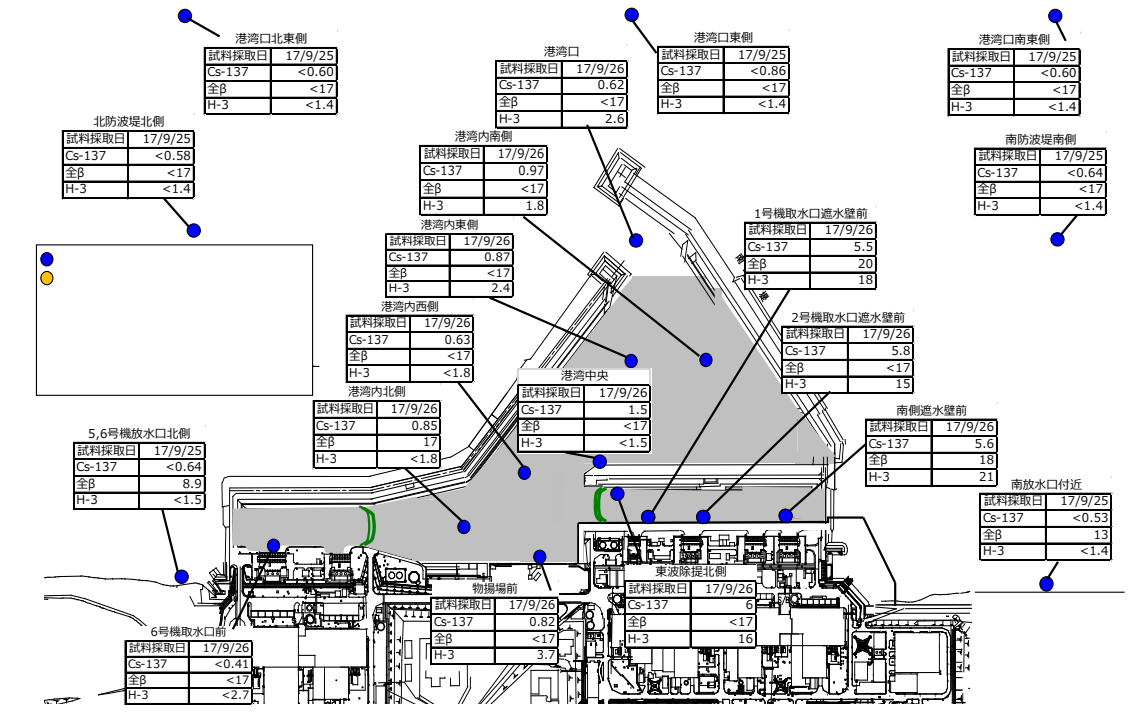 港湾口北東側
試料採取日 17/9/25
Cs-137 <0.60
全β <17
H-3 <1.4
港湾口
試料採取日 17/9/26
Cs-137 0.62
全β <17
H-3 2.6
港湾口東側
試料採取日 17/9/25
Cs-137 <0.86
全β <17
H-3 <1.4
港湾口南東側
試料採取日 17/9/25
Cs-137 <0.60
全β <17
H-3 <1.4
北防波堤北側
試料採取日 17/9/25
Cs-137 <0.58
全β <17
H-3 <1.4
港湾内南側
試料採取日 17/9/26
Cs-137 0.97
全β <17
H-3 1.8
南防波堤南側
試料採取日 17/9/25
Cs-137 <0.64
全β <17
H-3 <1.4
港湾内東側
試料採取日 17/9/26
Cs-137 0.87
全β <17
H-3 2.4
1号機取水口遮水壁前
試料採取日 17/9/26
Cs-137 5.5
全β 20
H-3 18
港湾内西側
試料採取日 17/9/26
Cs-137 0.63
全β <17
H-3 <1.8
2号機取水口遮水壁前
試料採取日 17/9/26
Cs-137 5.8
全β <17
H-3 15
港湾中央
試料採取日 17/9/26
Cs-137 1.5
全β <17
H-3 <1.5
港湾内北側
試料採取日 17/9/26
Cs-137 0.85
全β 17
H-3 <1.8
南側遮水壁前
試料採取日 17/9/26
Cs-137 5.6
全β 18
H-3 21
5,6号機放水口北側
試料採取日 17/9/25
Cs-137 <0.64
全β 8.9
H-3 <1.5
南放水口付近
試料採取日 17/9/25
Cs-137 <0.53
全β 13
H-3 <1.4
東波除提北側
試料採取日 17/9/26
Cs-137 6
全β <17
H-3 16
物揚場前
試料採取日 17/9/26
Cs-137 0.82
全β <17
H-3 3.7
6号機取水口前
試料採取日 17/9/26
Cs-137 <0.41
全β <17
H-3 <2.7